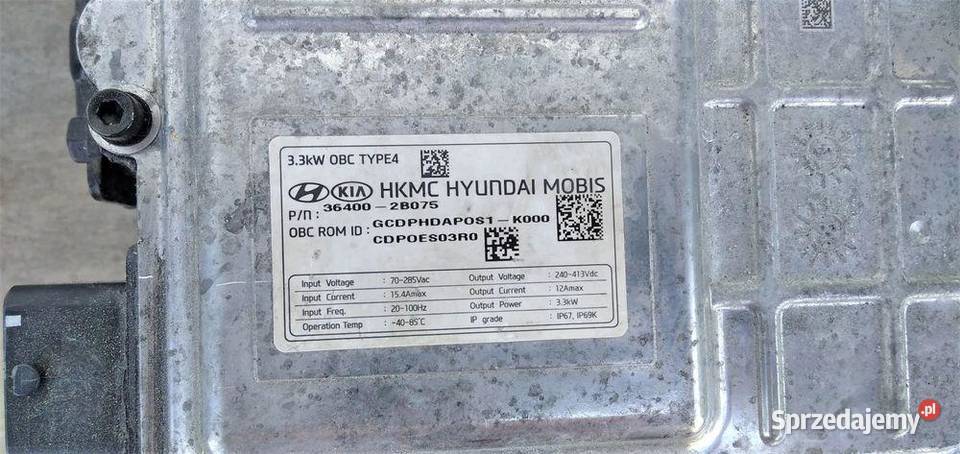 3.3kW OBC TYPE4
KIA HKMC HYUNDAI MOBIS
P/N : 36400-2B075
OBC ROM ID : GCDPHDAPOS1-K000
CDPOES03R0
Input Voltage : 70-285Vac Output Voltage : 240-413Vdc
Input Current : 15.4Amax Output Current : 12Amax
Input Freq. : 20-100Hz Output Power : 3.3kW
Operation Temp : -40-85°C IP grade : IP67, IP69K
Sprzedajemy.pl